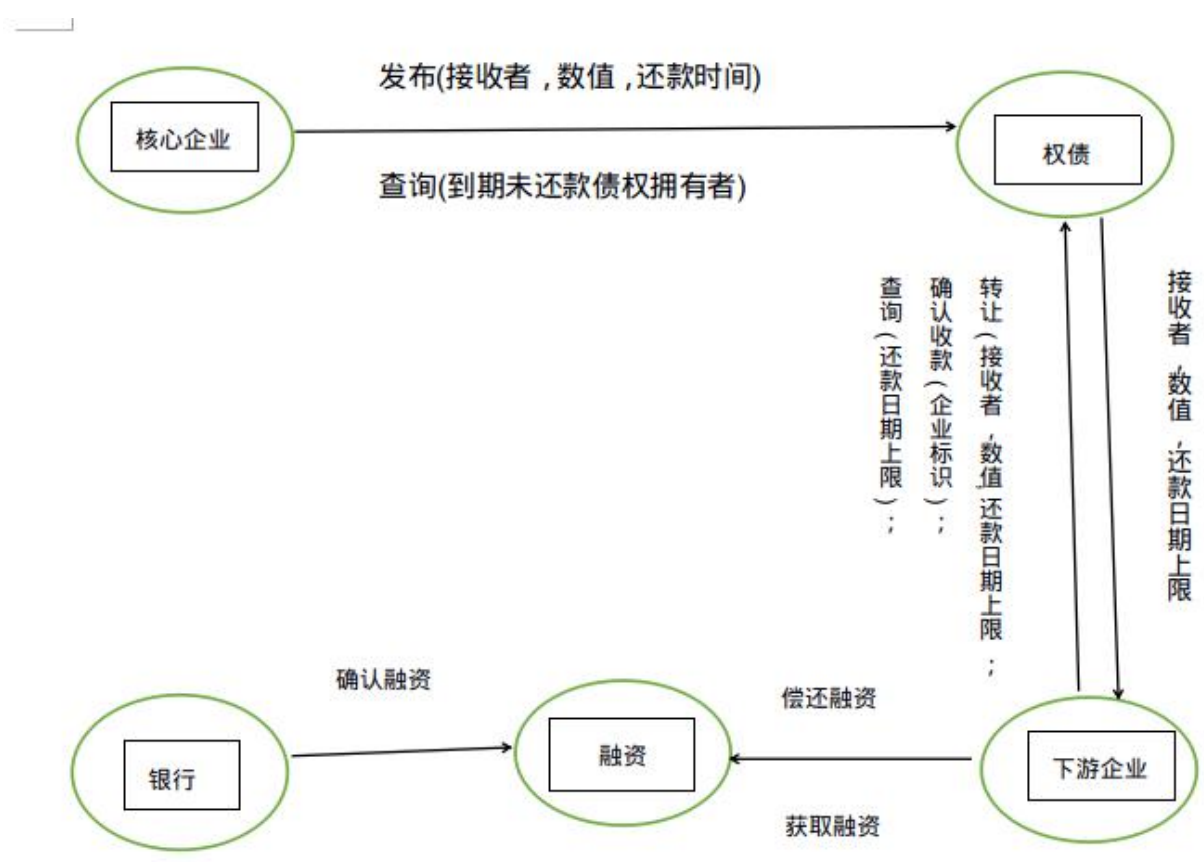 发布(接收者，数值，还款时间)
核心企业
权债
查询(到期未还款债权拥有者)
查询(还款日期上限)；
确认收款(企业标识)；
转让(接收者，数值，还款日期上限；
接收者，数值，还款日期上限
确认融资
偿还融资
银行
融资
下游企业
获取融资